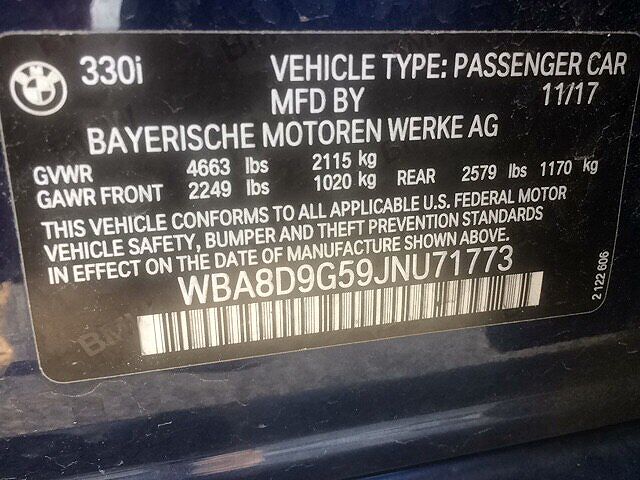 BMW
330i VEHICLE TYPE: PASSENGER CAR
MFD BY 11/17
BAYERISCHE MOTOREN WERKE AG
GVWR 4663 lbs 2115 kg
GAWR FRONT 2249 lbs 1020 kg REAR 2579 lbs 1170 kg
THIS VEHICLE CONFORMS TO ALL APPLICABLE U.S. FEDERAL MOTOR
VEHICLE SAFETY, BUMPER AND THEFT PREVENTION STANDARDS
IN EFFECT ON THE DATE OF MANUFACTURE SHOWN ABOVE.
WBA8D9G59JNU71773
2 122 606
BMW